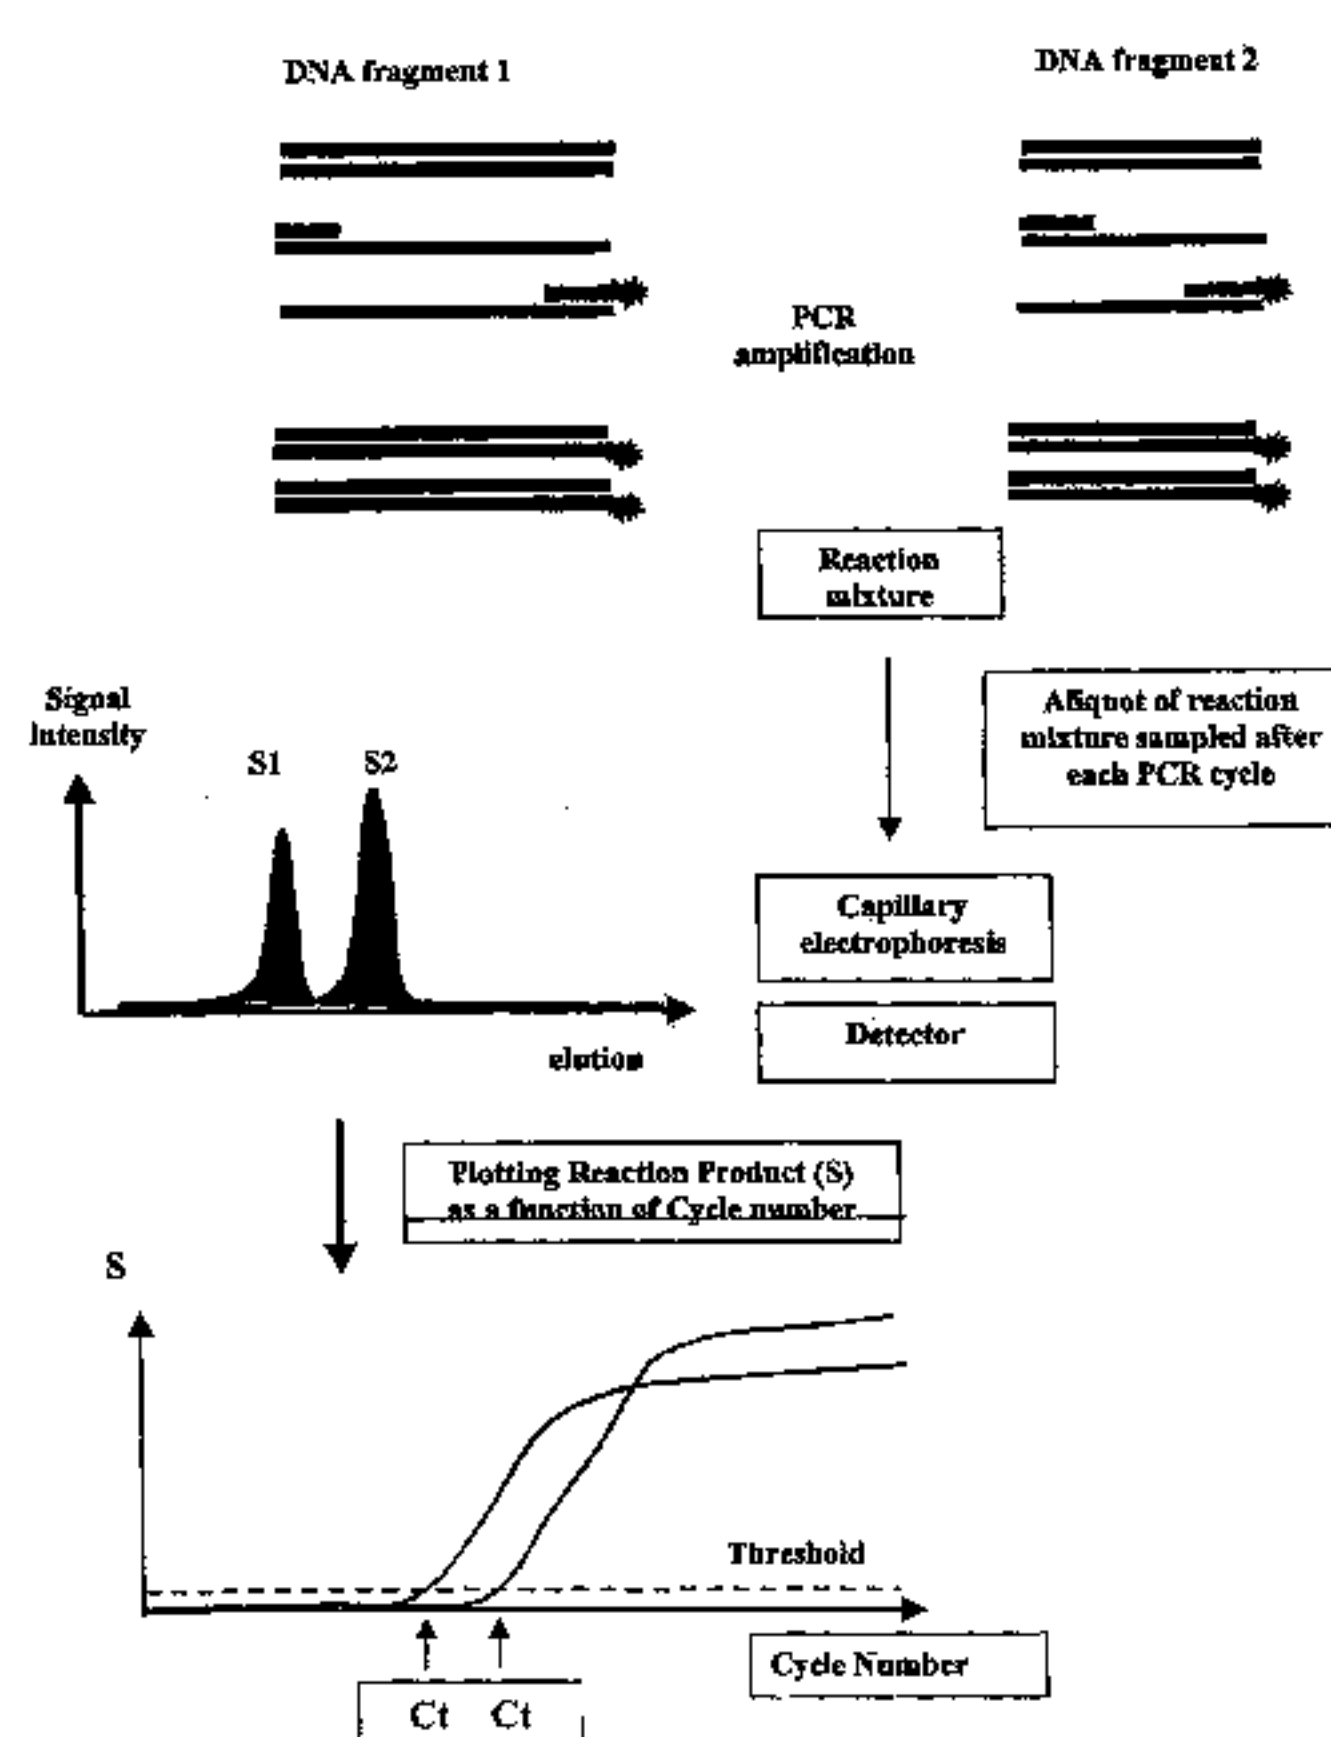 DNA fragment 1
DNA fragment 2
PCR
amplification
Reaction
mixture
Aliquot of reaction
mixture sampled after
each PCR cycle
Signal
Intensity
S1
S2
elution
Capillary
electrophoresis
Detector
Plotting Reaction Product (S)
as a function of Cycle number
S
Threshold
Cycle Number
Ct Ct